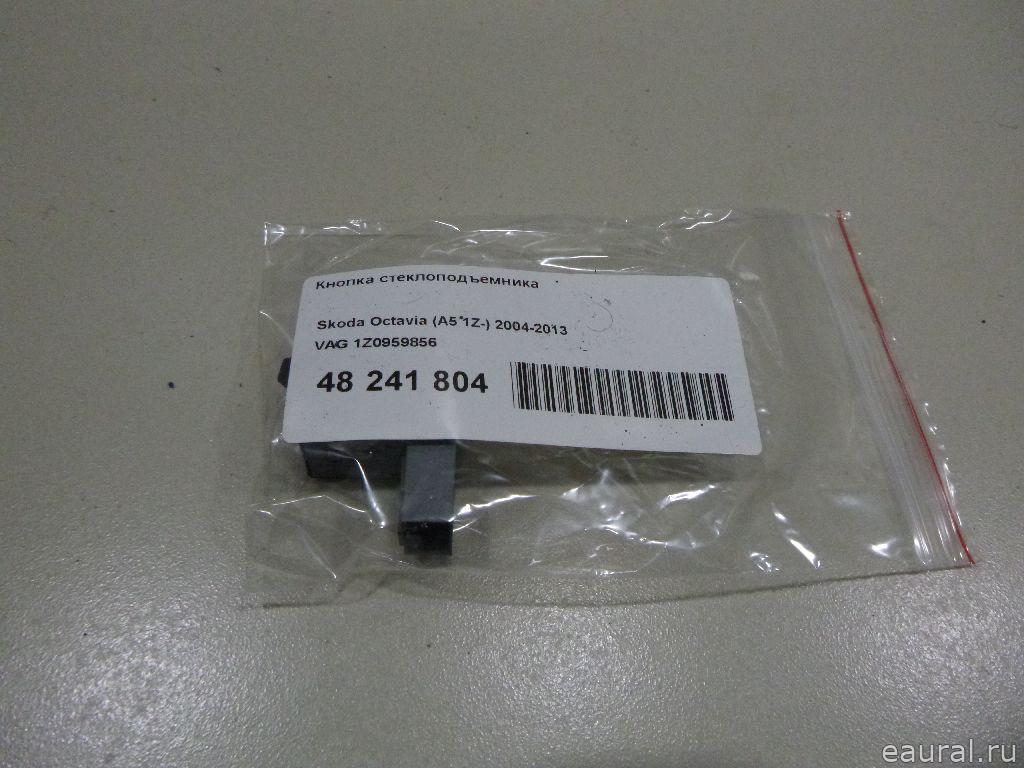 Кнопка стеклоподъемника
Skoda Octavia (A5*1Z-) 2004-2013
VAG 1Z0959856
48 241 804
eaural.ru